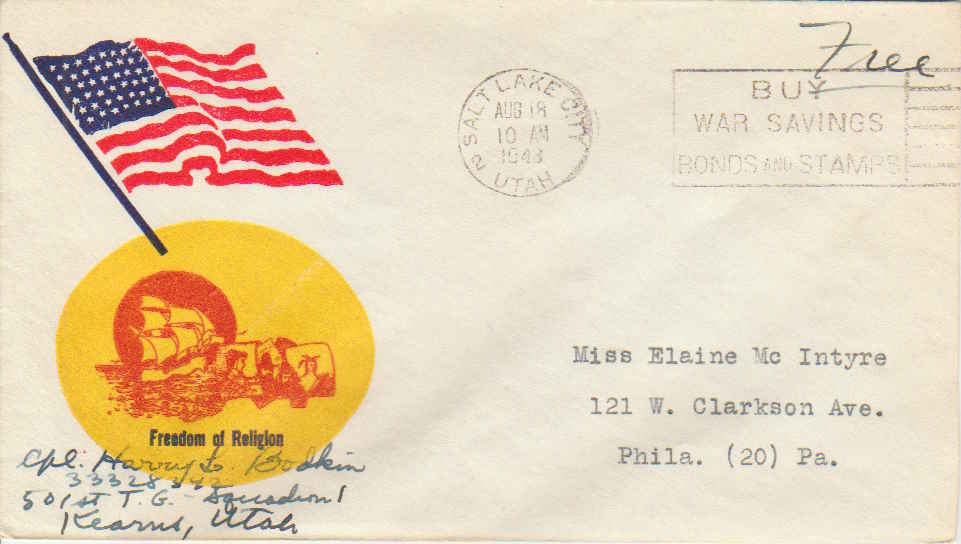 Free
SALT LAKE CITY
AUG 18
10 AM
1943
2 UTAH
BUY
WAR SAVINGS
BONDS AND STAMPS
Miss Elaine Mc Intyre
121 W. Clarkson Ave.
Phila. (20) Pa.
Freedom of Religion
Cpl. Harry L. Bodkin
33328342
501st T.G. - Squadron 1
Kearns, Utah